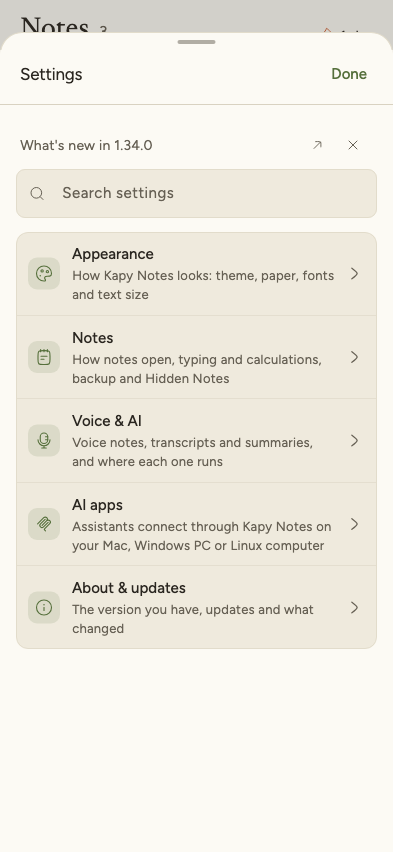 Notes 3
Settings
Done
What's new in 1.34.0
Search settings
Appearance
How Kapy Notes looks: theme, paper, fonts
and text size
Notes
How notes open, typing and calculations,
backup and Hidden Notes
Voice & AI
Voice notes, transcripts and summaries,
and where each one runs
AI apps
Assistants connect through Kapy Notes on
your Mac, Windows PC or Linux computer
About & updates
The version you have, updates and what
changed